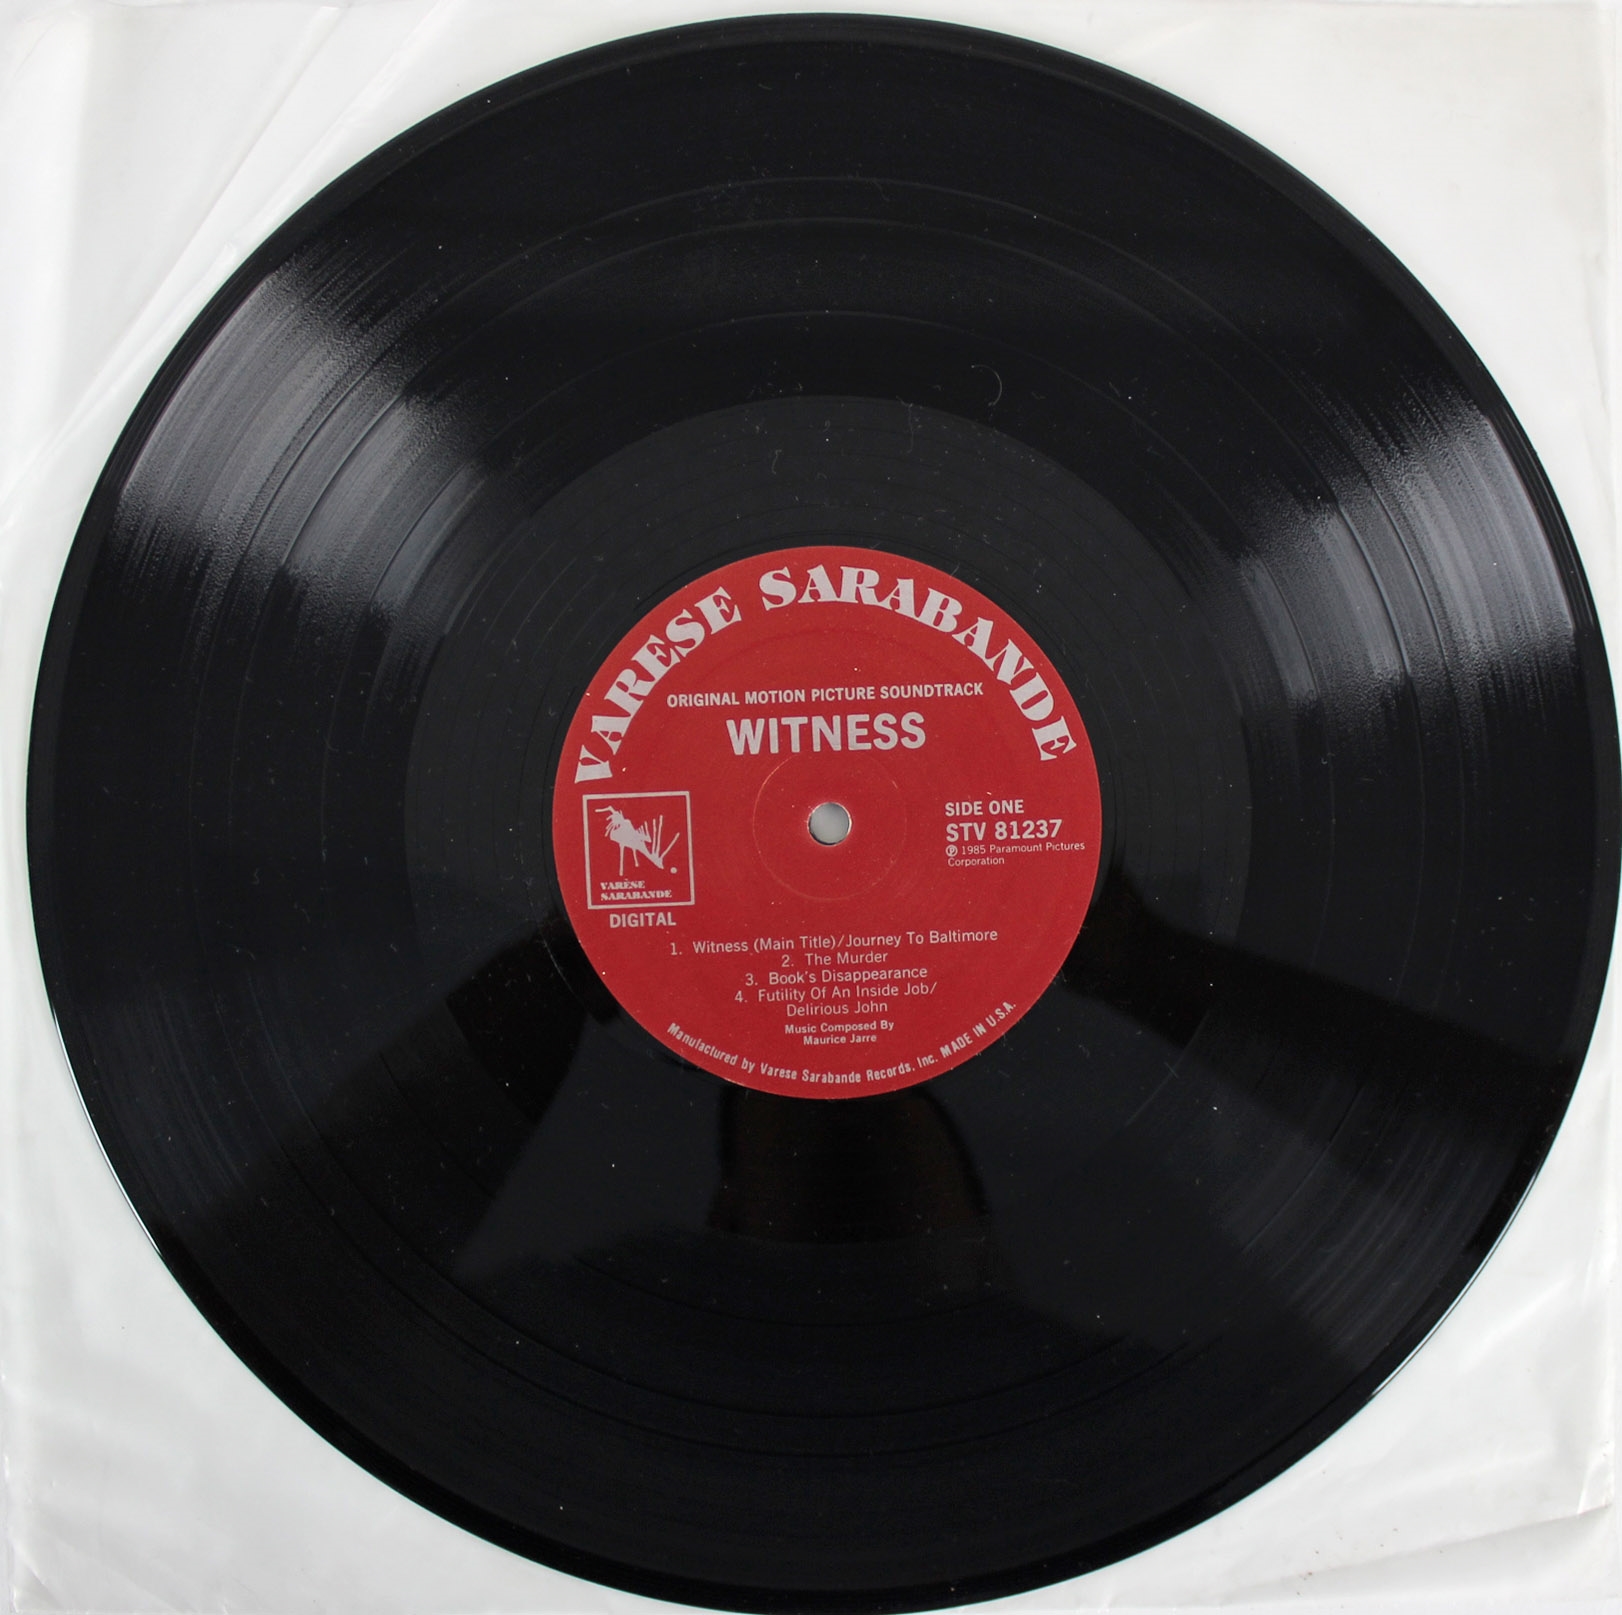 VARESE SARABANDE
ORIGINAL MOTION PICTURE SOUNDTRACK
WITNESS
VARÈSE
SARABANDE
DIGITAL
SIDE ONE
STV 81237
℗ 1985 Paramount Pictures
Corporation
1. Witness (Main Title)/Journey To Baltimore
2. The Murder
3. Book's Disappearance
4. Futility Of An Inside Job/
Delirious John
Music Composed By
Maurice Jarre
Manufactured by Varese Sarabande Records, Inc. MADE IN U.S.A.